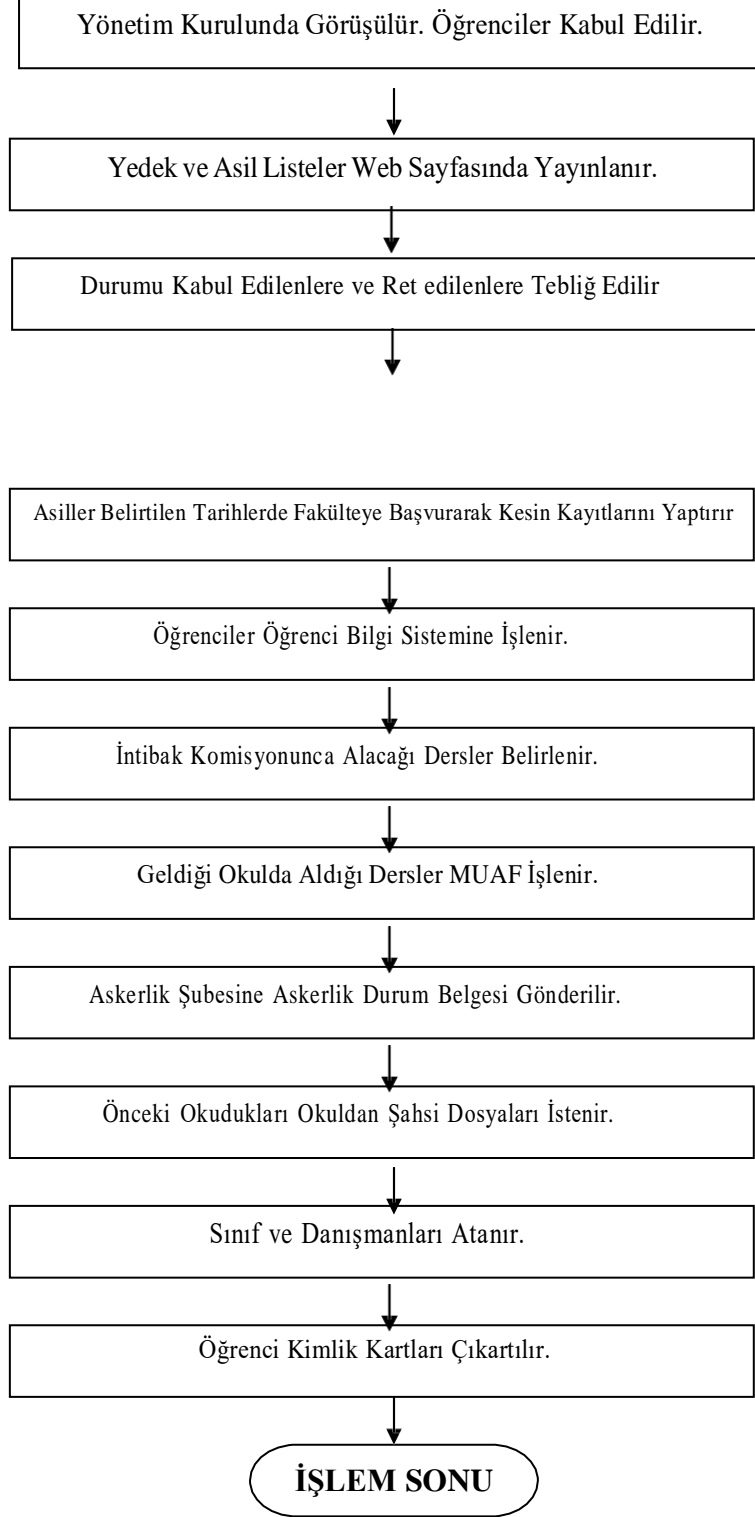 Yönetim Kurulunda Görüşülür. Öğrenciler Kabul Edilir.
Yedek ve Asil Listeler Web Sayfasında Yayınlanır.
Durumu Kabul Edilenlere ve Ret edilenlere Tebliğ Edilir
Asiller Belirtilen Tarihlerde Fakülteye Başvurarak Kesin Kayıtlarını Yaptırır
Öğrenciler Öğrenci Bilgi Sistemine İşlenir.
İntibak Komisyonunca Alacağı Dersler Belirlenir.
Geldiği Okulda Aldığı Dersler MUAF İşlenir.
Askerlik Şubesine Askerlik Durum Belgesi Gönderilir.
Önceki Okudukları Okuldan Şahsi Dosyaları İstenir.
Sınıf ve Danışmanları Atanır.
Öğrenci Kimlik Kartları Çıkartılır.
İŞLEM SONU